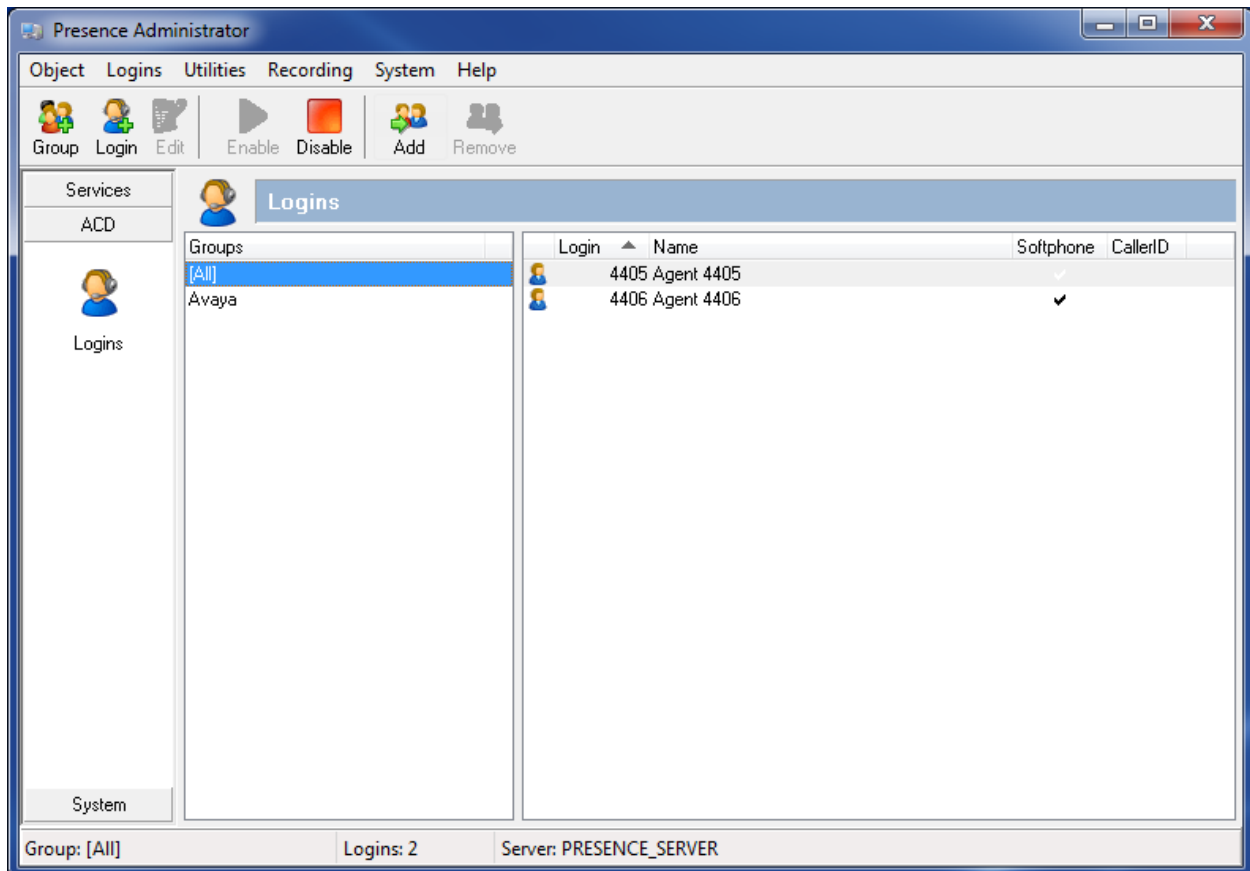 Presence Administrator
Object Logins Utilities Recording System Help
Group Login Edit Enable Disable Add Remove
Services
ACD
Logins
System
Logins
Groups
[All]
Avaya
Login Name Softphone CallerID
4405 Agent 4405
4406 Agent 4406
Group: [All] Logins: 2 Server: PRESENCE_SERVER